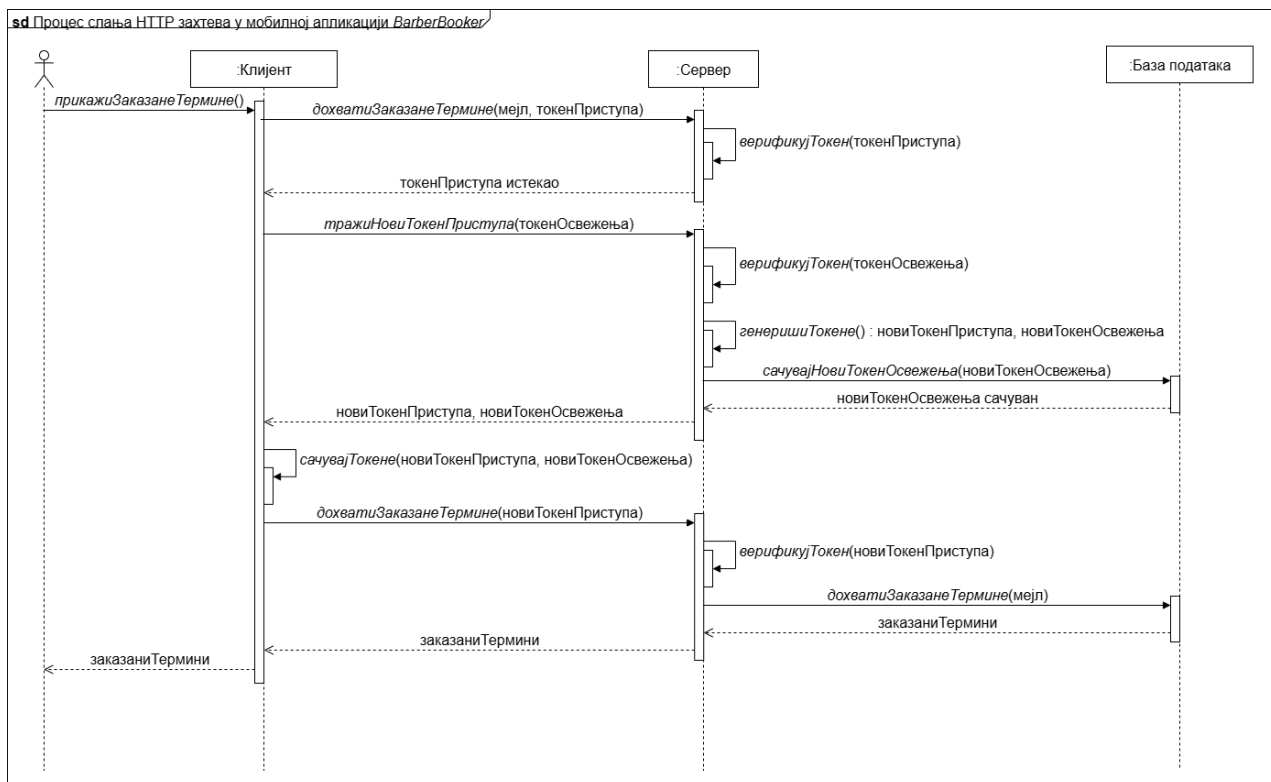 sd Процес слања HTTP захтева у мобилној апликацији BarberBooker
:Клијент
:Сервер
:База података
прикажиЗаказанеТермине()
дохватиЗаказанеТермине(мејл, токенПриступа)
верификујТокен(токенПриступа)
токенПриступа истекао
тражиНовиТокенПриступа(токенОсвежења)
верификујТокен(токенОсвежења)
генеришиТокене() : новиТокенПриступа, новиТокенОсвежења
сачувајНовиТокенОсвежења(новиТокенОсвежења)
новиТокенОсвежења сачуван
новиТокенПриступа, новиТокенОсвежења
сачувајТокене(новиТокенПриступа, новиТокенОсвежења)
дохватиЗаказанеТермине(новиТокенПриступа)
верификујТокен(новиТокенПриступа)
дохватиЗаказанеТермине(мејл)
заказаниТермини
заказаниТермини
заказаниТермини